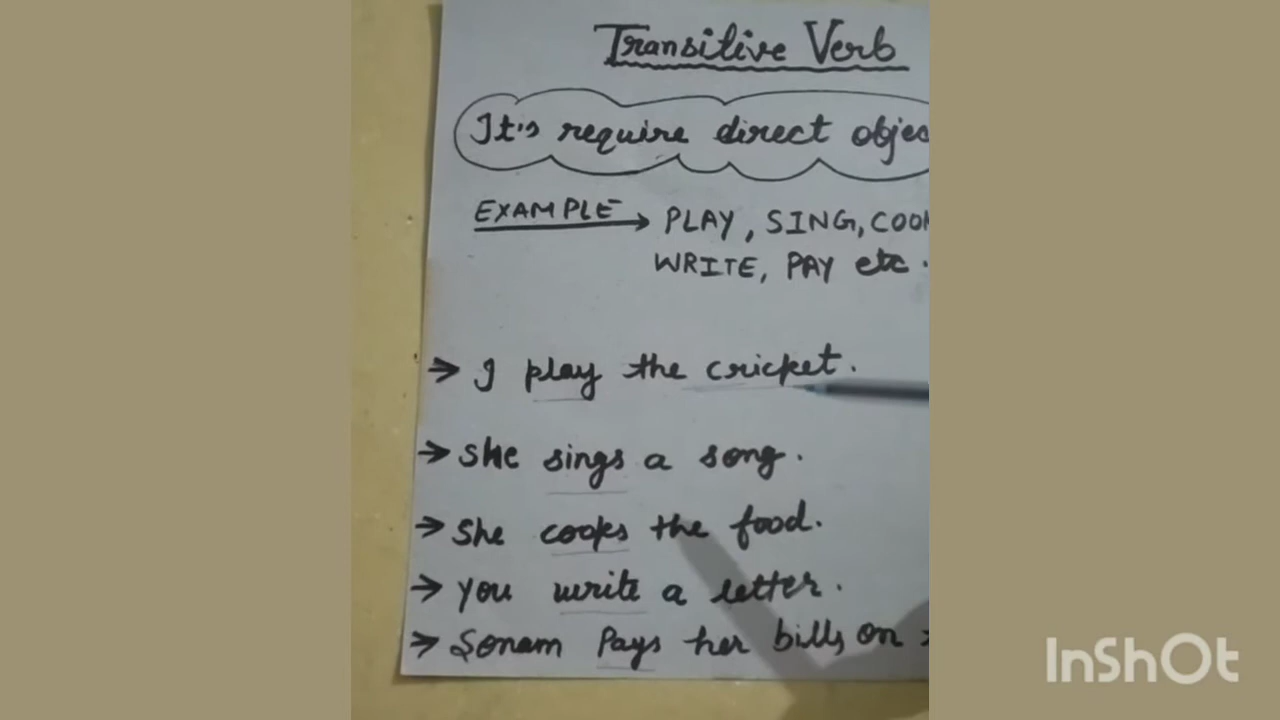 Transitive Verb
It's require direct objec
EXAMPLE → PLAY, SING, COOK
WRITE, PAY etc.
→ I play the cricket.
→ She sings a song.
→ She cooks the food.
→ You write a letter.
→ Sonam Pays her bills on
InShOt